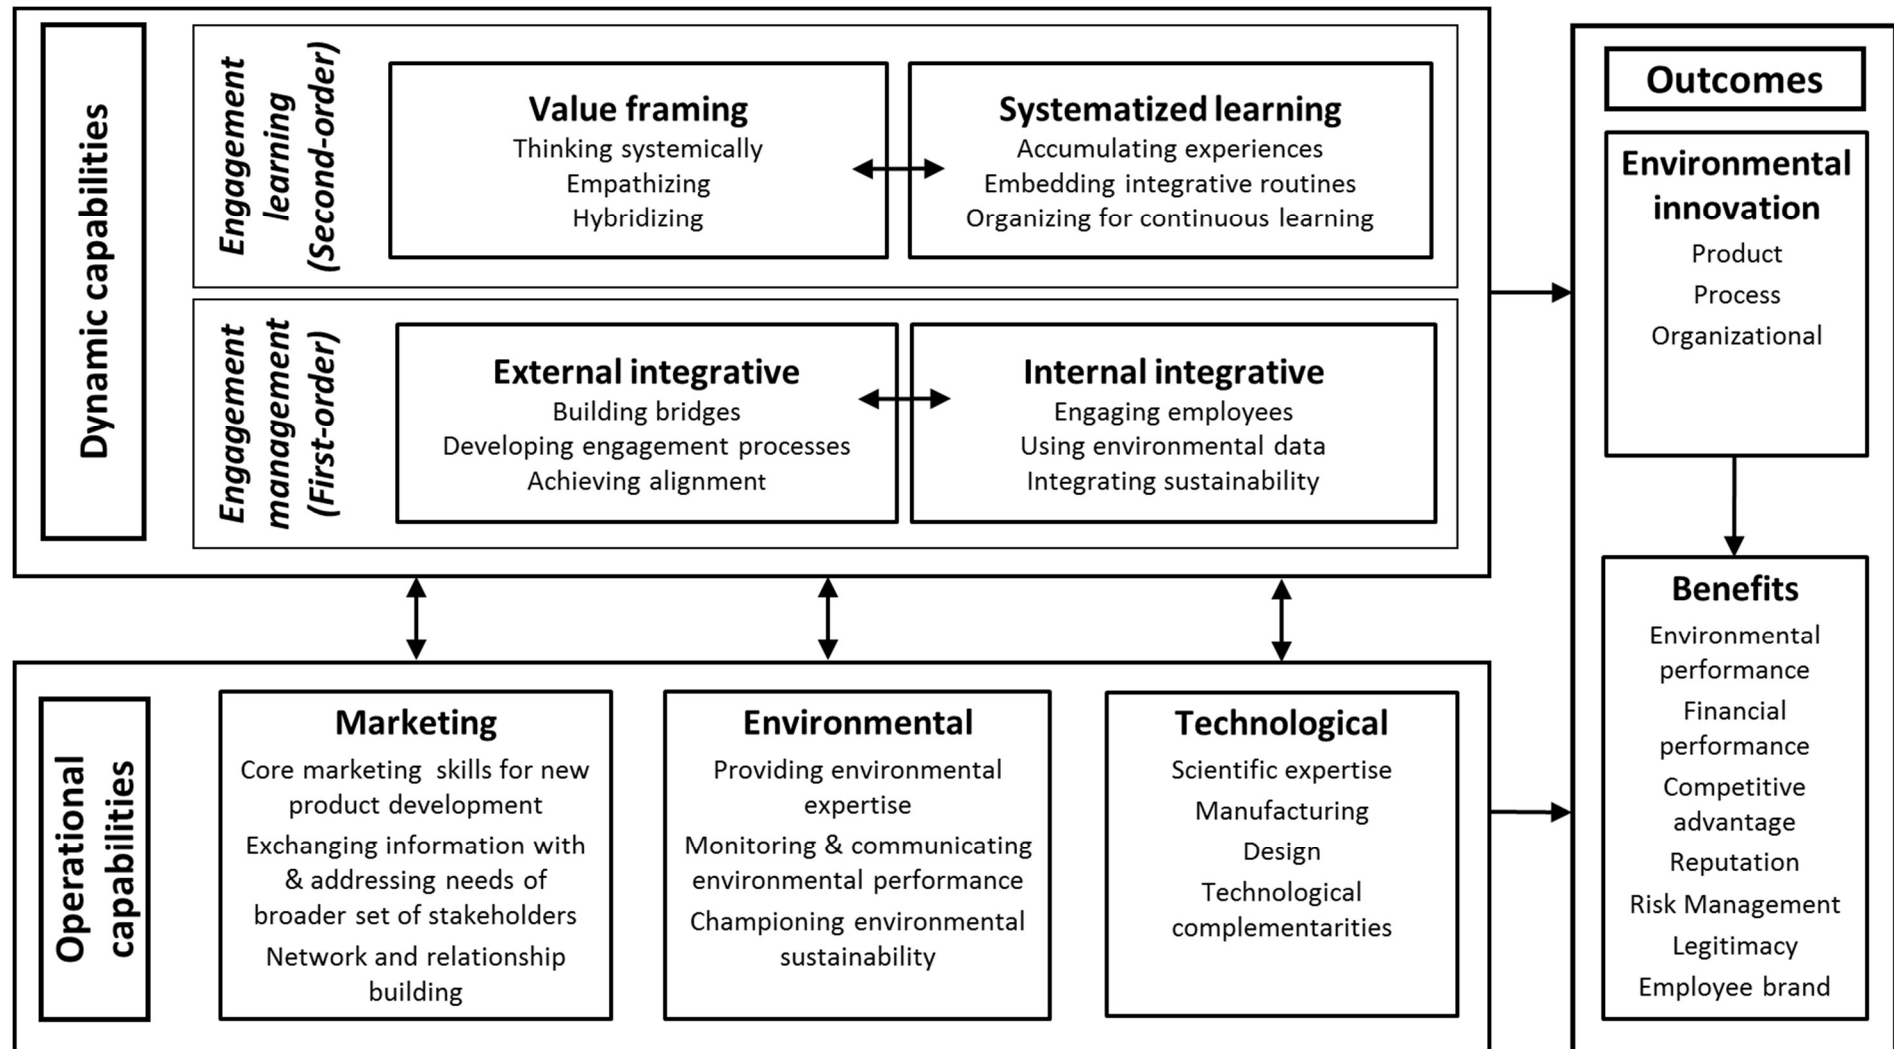 Dynamic capabilities
Engagement
learning
(Second-order)
Value framing
Thinking systemically
Empathizing
Hybridizing
Systematized learning
Accumulating experiences
Embedding integrative routines
Organizing for continuous learning
Engagement
management
(First-order)
External integrative
Building bridges
Developing engagement processes
Achieving alignment
Internal integrative
Engaging employees
Using environmental data
Integrating sustainability
Operational
capabilities
Marketing
Core marketing skills for new
product development
Exchanging information with
& addressing needs of
broader set of stakeholders
Network and relationship
building
Environmental
Providing environmental
expertise
Monitoring & communicating
environmental performance
Championing environmental
sustainability
Technological
Scientific expertise
Manufacturing
Design
Technological
complementarities
Outcomes
Environmental
innovation
Product
Process
Organizational
Benefits
Environmental
performance
Financial
performance
Competitive
advantage
Reputation
Risk Management
Legitimacy
Employee brand